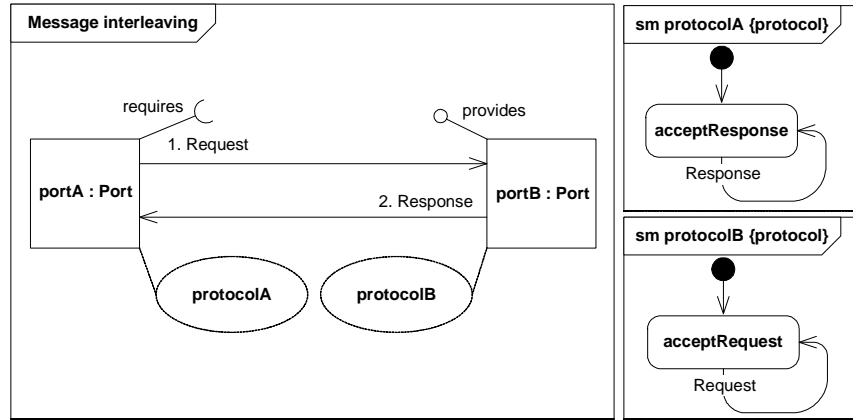 Message interleaving
requires
provides
1. Request
portA : Port
portB : Port
2. Response
protocolA
protocolB
sm protocolA {protocol}
acceptResponse
Response
sm protocolB {protocol}
acceptRequest
Request